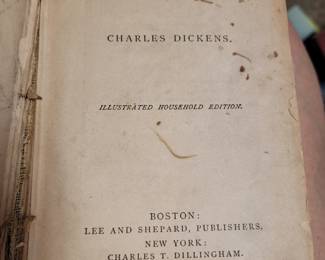 CHARLES DICKENS.
ILLUSTRATED HOUSEHOLD EDITION.
BOSTON:
LEE AND SHEPARD, PUBLISHERS.
NEW YORK:
CHARLES T. DILLINGHAM.